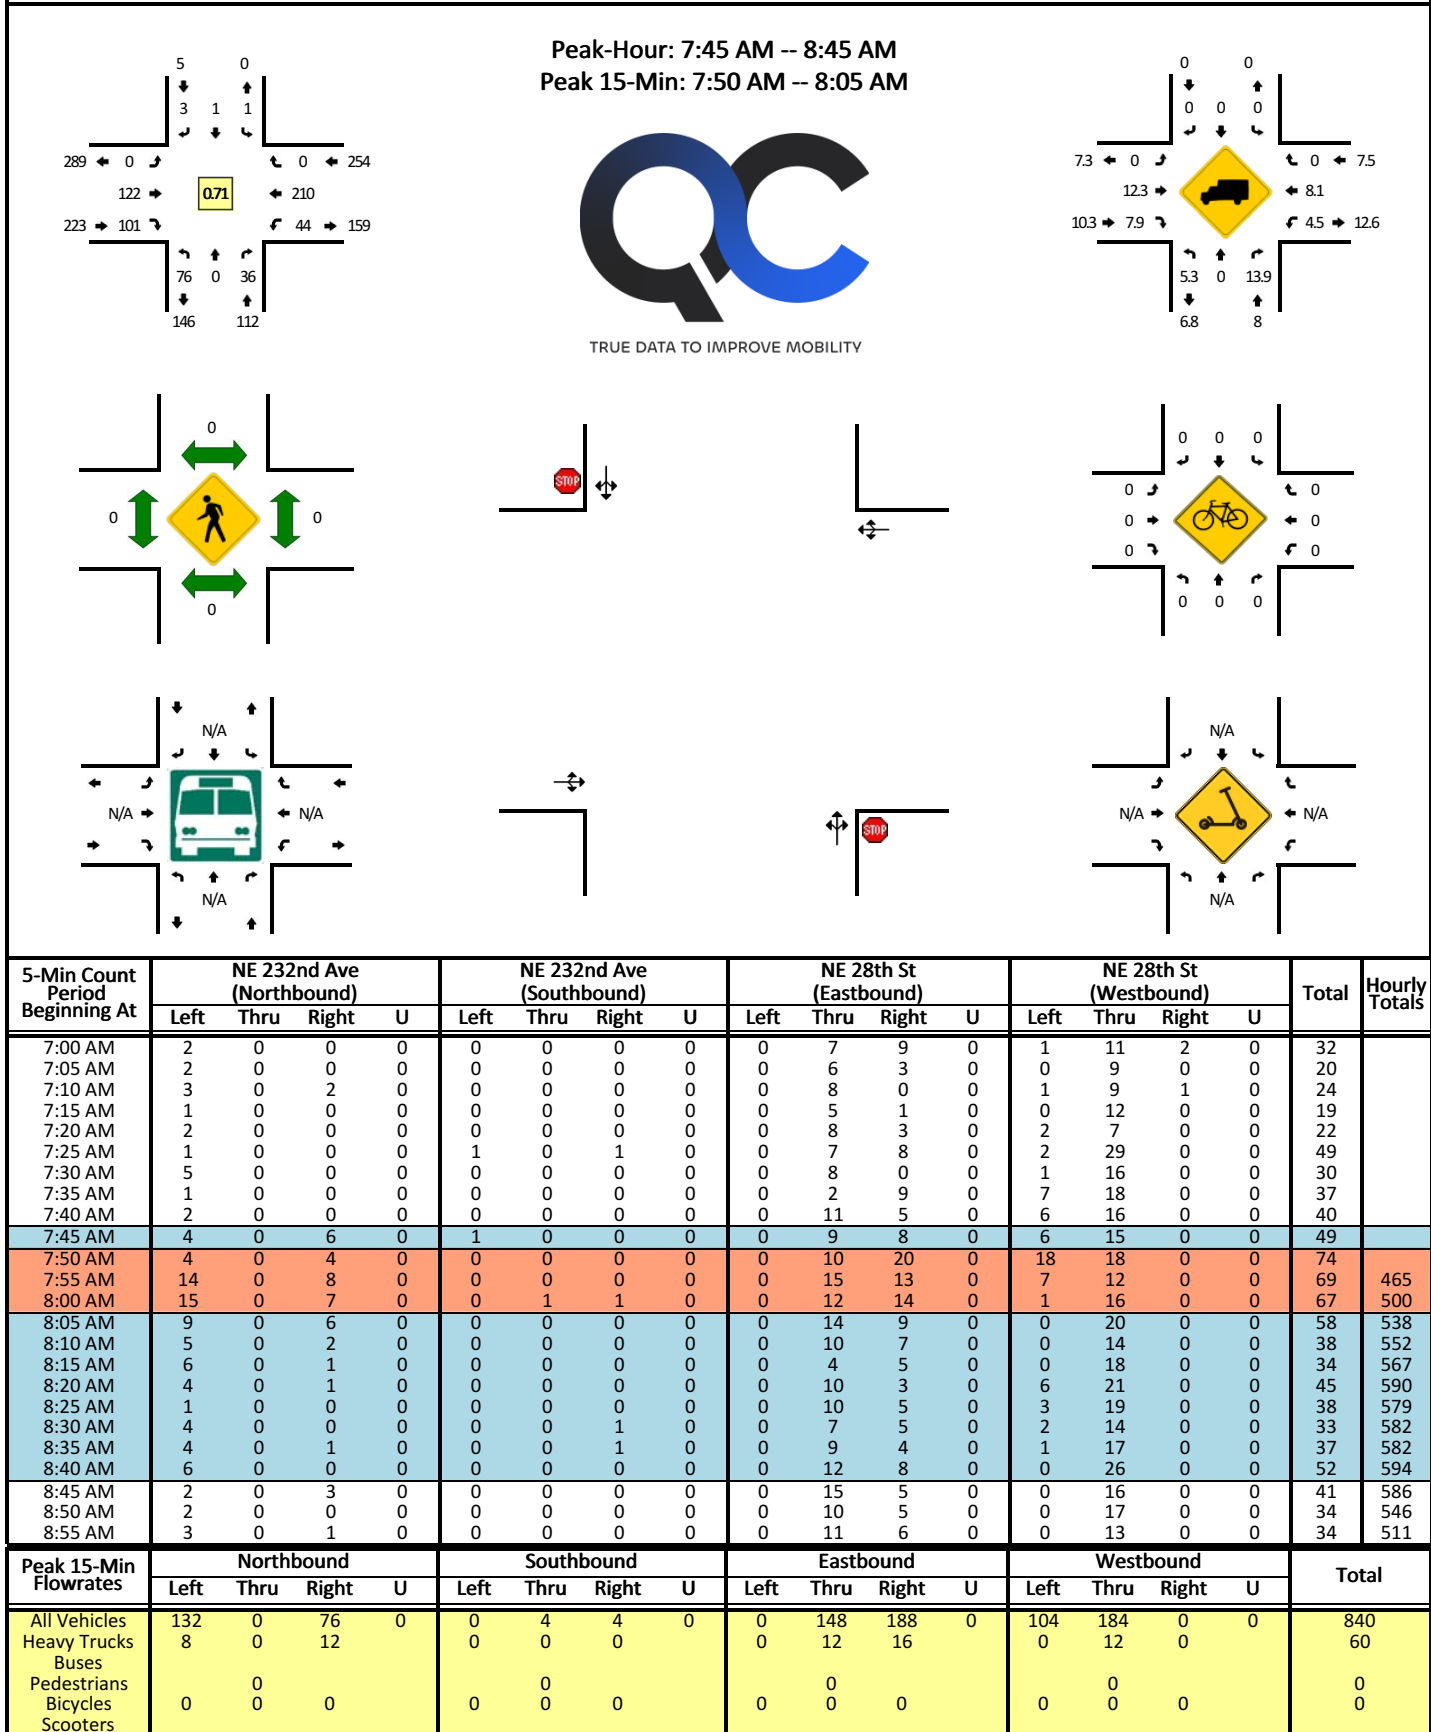 Peak-Hour: 7:45 AM -- 8:45 AM
Peak 15-Min: 7:50 AM -- 8:05 AM
5 0
3 1 1
289 0 0 254
122 0.71 210
223 101 44 159
76 0 36
146 112
QC
TRUE DATA TO IMPROVE MOBILITY
0 0
0 0 0
7.3 0 0 7.5
12.3 8.1
10.3 7.9 4.5 12.6
5.3 0 13.9
6.8 8
0
0 0
0
STOP
0 0 0
0 0
0 0
0 0
0 0 0
N/A
N/A N/A
N/A
STOP
N/A
N/A N/A
N/A
5-Min Count Period Beginning At NE 232nd Ave (Northbound) NE 232nd Ave (Southbound) NE 28th St (Eastbound) NE 28th St (Westbound) Total Hourly Totals
Left Thru Right U Left Thru Right U Left Thru Right U Left Thru Right U
7:00 AM 2 0 0 0 0 0 0 0 0 7 9 0 1 11 2 0 32
7:05 AM 2 0 0 0 0 0 0 0 0 6 3 0 0 9 0 0 20
7:10 AM 3 0 2 0 0 0 0 0 0 8 0 0 1 9 1 0 24
7:15 AM 1 0 0 0 0 0 0 0 0 5 1 0 0 12 0 0 19
7:20 AM 2 0 0 0 0 0 0 0 0 8 3 0 2 7 0 0 22
7:25 AM 1 0 0 0 1 0 1 0 0 7 8 0 2 29 0 0 49
7:30 AM 5 0 0 0 0 0 0 0 0 8 0 0 1 16 0 0 30
7:35 AM 1 0 0 0 0 0 0 0 0 2 9 0 7 18 0 0 37
7:40 AM 2 0 0 0 0 0 0 0 0 11 5 0 6 16 0 0 40
7:45 AM 4 0 6 0 1 0 0 0 0 9 8 0 6 15 0 0 49
7:50 AM 4 0 4 0 0 0 0 0 0 10 20 0 18 18 0 0 74
7:55 AM 14 0 8 0 0 0 0 0 0 15 13 0 7 12 0 0 69 465
8:00 AM 15 0 7 0 0 1 1 0 0 12 14 0 1 16 0 0 67 500
8:05 AM 9 0 6 0 0 0 0 0 0 14 9 0 0 20 0 0 58 538
8:10 AM 5 0 2 0 0 0 0 0 0 10 7 0 0 14 0 0 38 552
8:15 AM 6 0 1 0 0 0 0 0 0 4 5 0 0 18 0 0 34 567
8:20 AM 4 0 1 0 0 0 0 0 0 10 3 0 6 21 0 0 45 590
8:25 AM 1 0 0 0 0 0 0 0 0 10 5 0 3 19 0 0 38 579
8:30 AM 4 0 0 0 0 0 1 0 0 7 5 0 2 14 0 0 33 582
8:35 AM 4 0 1 0 0 0 1 0 0 9 4 0 1 17 0 0 37 582
8:40 AM 6 0 0 0 0 0 0 0 0 12 8 0 0 26 0 0 52 594
8:45 AM 2 0 3 0 0 0 0 0 0 15 5 0 0 16 0 0 41 586
8:50 AM 2 0 0 0 0 0 0 0 0 10 5 0 0 17 0 0 34 546
8:55 AM 3 0 1 0 0 0 0 0 0 11 6 0 0 13 0 0 34 511
Peak 15-Min Flowrates Northbound Southbound Eastbound Westbound Total
Left Thru Right U Left Thru Right U Left Thru Right U Left Thru Right U
All Vehicles 132 0 76 0 0 4 4 0 0 148 188 0 104 184 0 0 840
Heavy Trucks 8 0 12 0 0 0 0 12 16 0 12 0 60
Buses
Pedestrians 0 0 0 0 0
Bicycles 0 0 0 0 0 0 0 0 0 0 0 0 0
Scooters